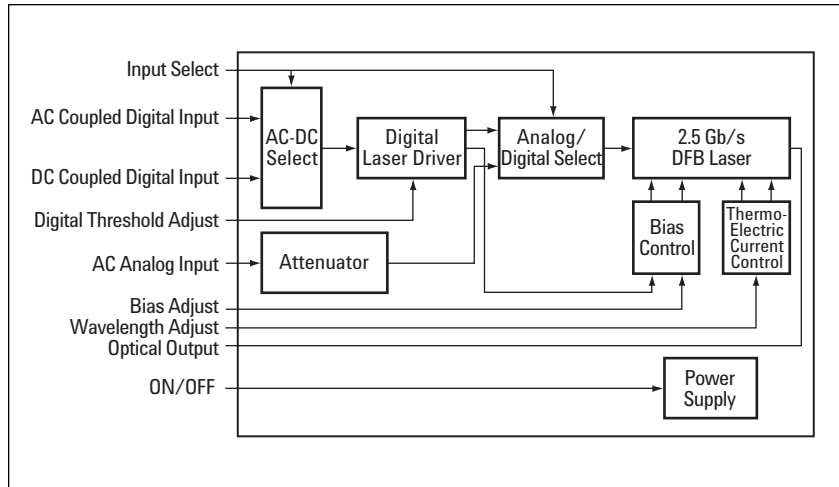 Input Select
AC Coupled Digital Input
DC Coupled Digital Input
Digital Threshold Adjust
AC Analog Input
Bias Adjust
Wavelength Adjust
Optical Output
ON/OFF
AC-DC
Select
Digital
Laser Driver
Analog/
Digital Select
2.5 Gb/s
DFB Laser
Attenuator
Bias
Control
Thermo-
Electric
Current
Control
Power
Supply